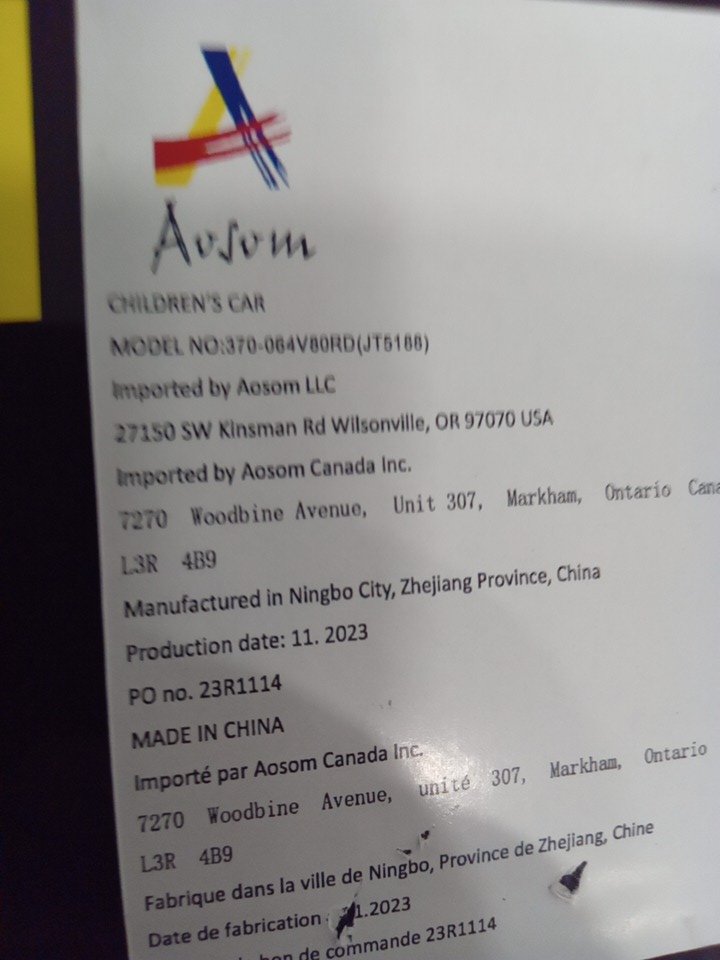 Aosom
CHILDREN'S CAR
MODEL NO:370-064V80RD(JT5188)
Imported by Aosom LLC
27150 SW Kinsman Rd Wilsonville, OR 97070 USA
Imported by Aosom Canada Inc.
7270 Woodbine Avenue, Unit 307, Markham, Ontario
L3R 4B9
Manufactured in Ningbo City, Zhejiang Province, China
Production date: 11. 2023
PO no. 23R1114
MADE IN CHINA
Importé par Aosom Canada Inc.
7270 Woodbine Avenue, unité 307, Markham, Ontario
L3R 4B9
Fabrique dans la ville de Ningbo, Province de Zhejiang, Chine
Date de fabrication
de commande 23R1114